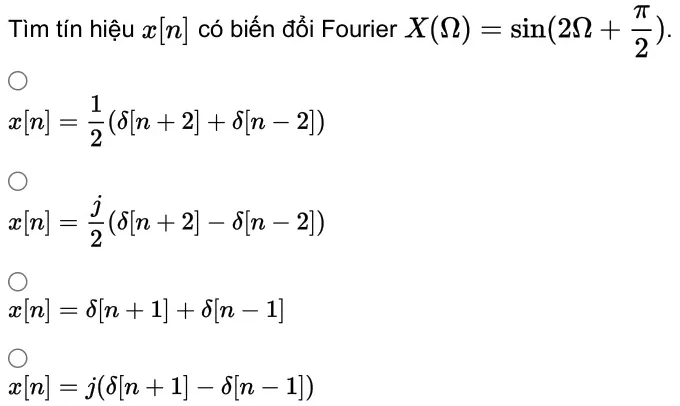 Tìm tín hiệu x[n] có biến đổi Fourier X(Ω) = sin(2Ω + π/2).
x[n] = 1/2(δ[n + 2] + δ[n − 2])
x[n] = j/2(δ[n + 2] − δ[n − 2])
x[n] = δ[n + 1] + δ[n − 1]
x[n] = j(δ[n + 1] − δ[n − 1])